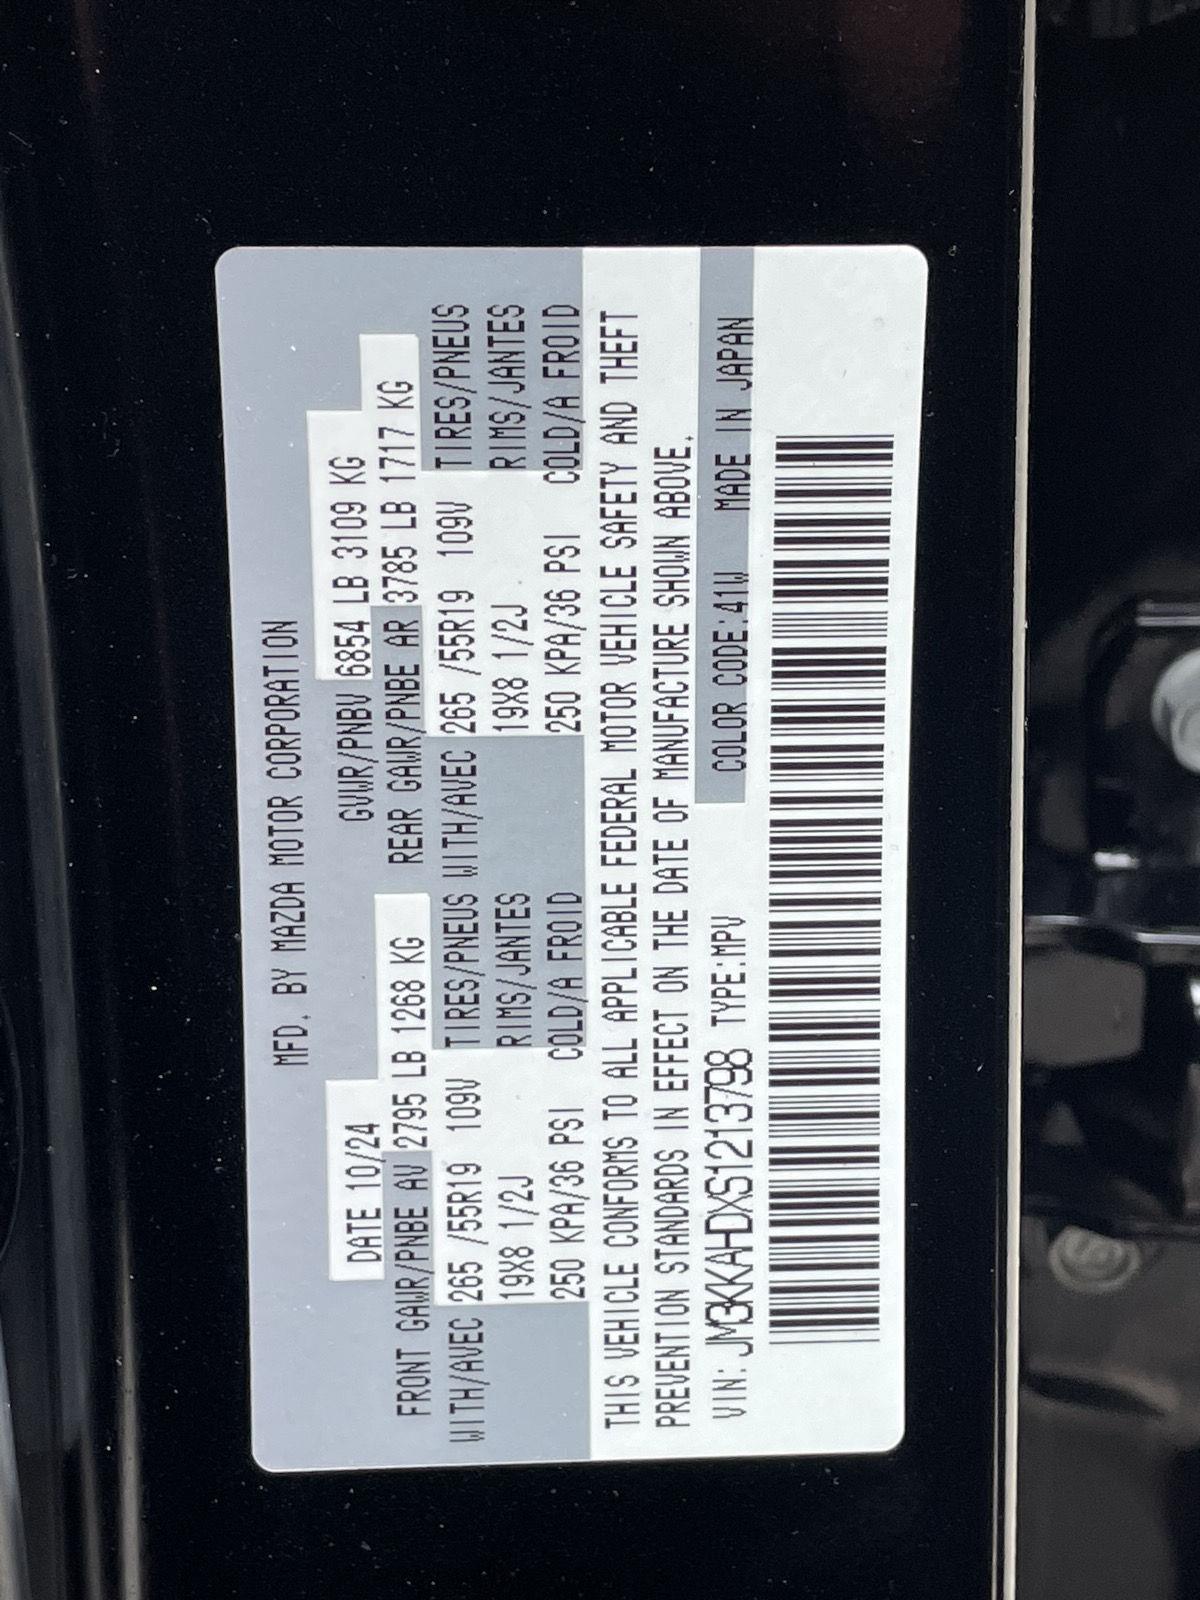 MFD. BY MAZDA MOTOR CORPORATION
DATE 10/24 GVWR/PNBV 6854 LB 3109 KG
FRONT GAWR/PNBE AV 2795 LB 1268 KG REAR GAWR/PNBE AR 3785 LB 1717 KG
WITH/AVEC 265 /55R19 109V TIRES/PNEUS WITH/AVEC 265 /55R19 109V TIRES/PNEUS
19X8 1/2J RIMS/JANTES 19X8 1/2J RIMS/JANTES
250 KPA/36 PSI COLD/A FROID 250 KPA/36 PSI COLD/A FROID
THIS VEHICLE CONFORMS TO ALL APPLICABLE FEDERAL MOTOR VEHICLE SAFETY AND THEFT
PREVENTION STANDARDS IN EFFECT ON THE DATE OF MANUFACTURE SHOWN ABOVE.
VIN: JM3KKAHDXS1213798 TYPE:MPV COLOR CODE:41W MADE IN JAPAN